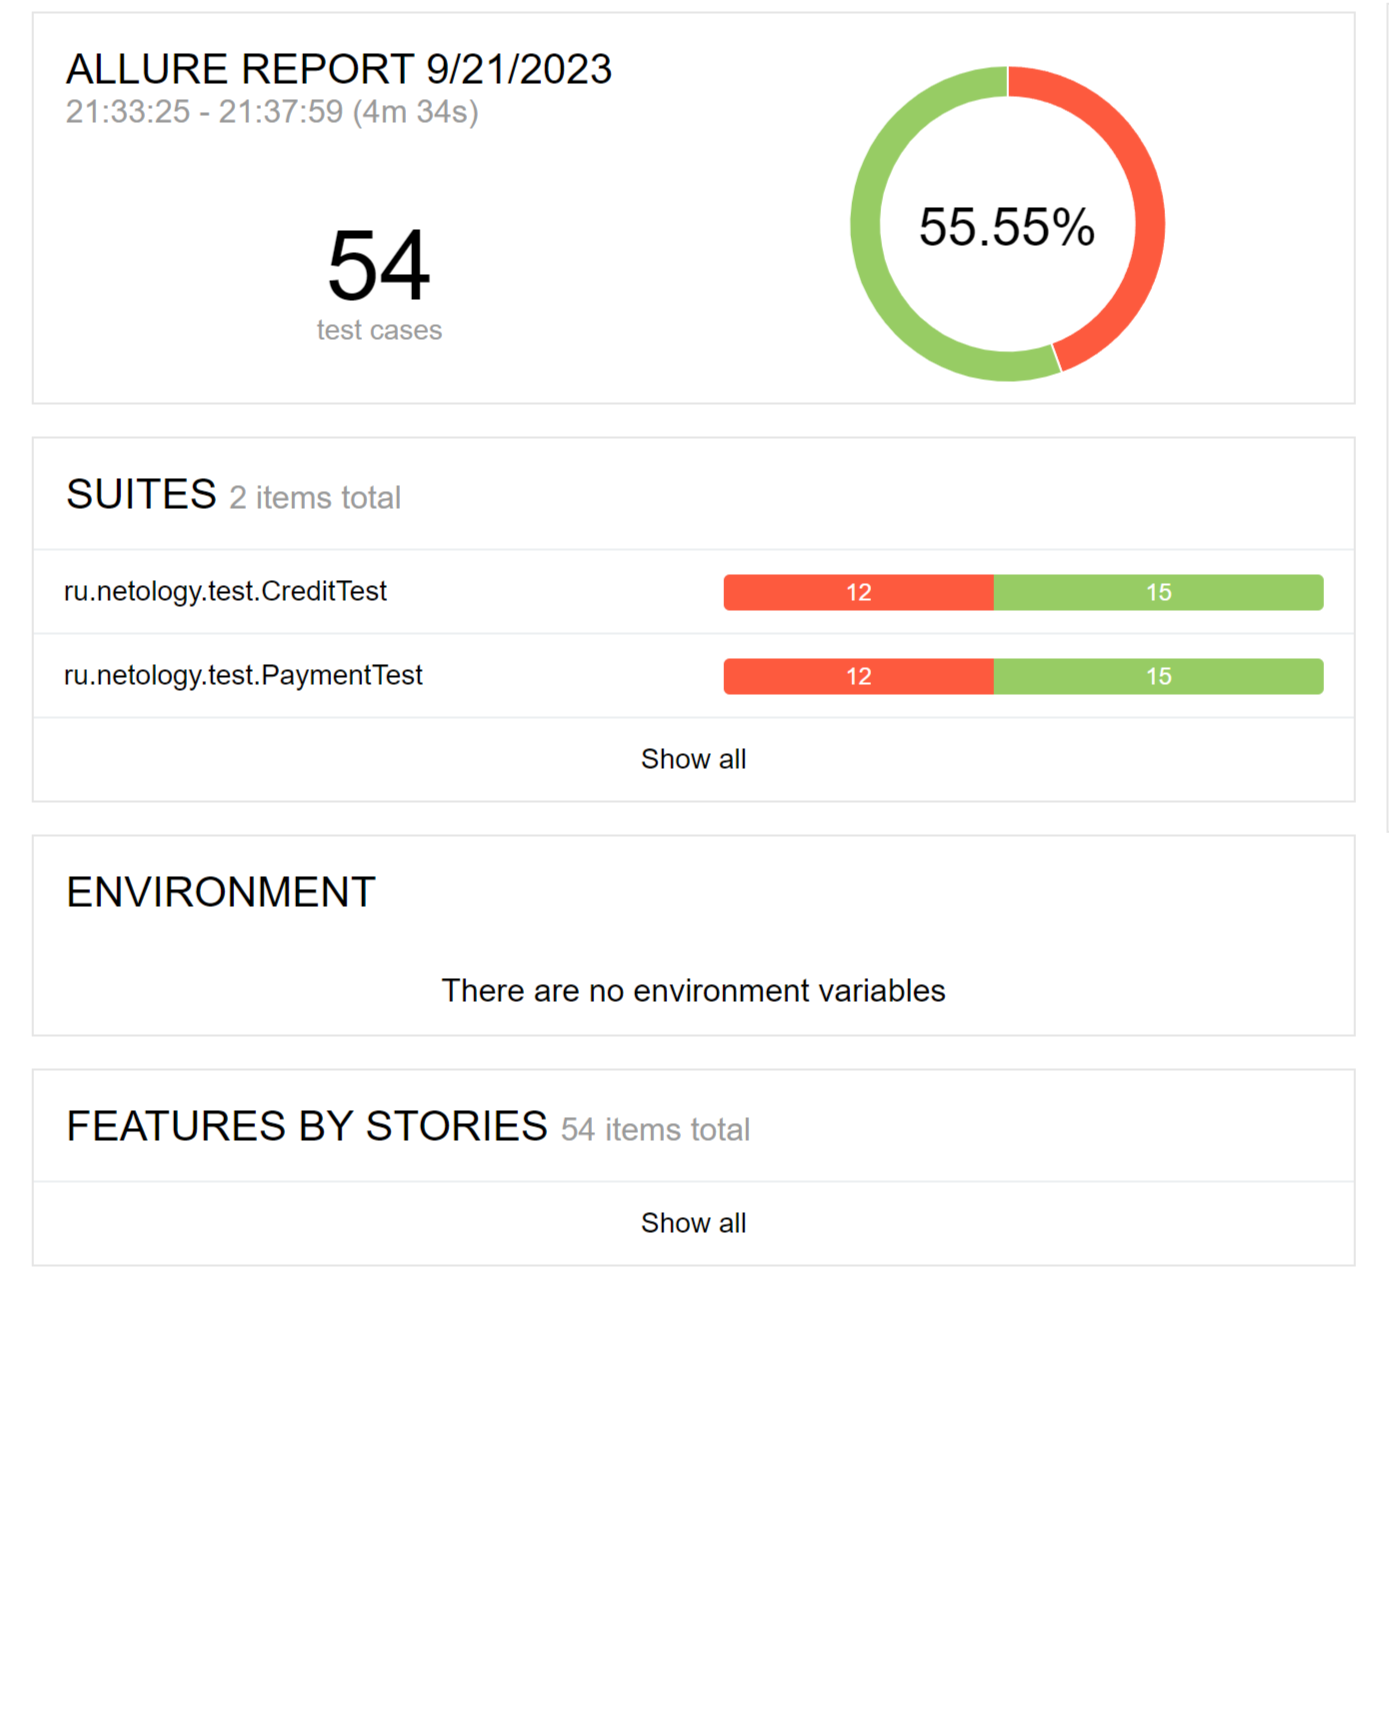 ALLURE REPORT 9/21/2023
21:33:25 - 21:37:59 (4m 34s)
54
test cases
55.55%
SUITES 2 items total
ru.netology.test.CreditTest 12 15
ru.netology.test.PaymentTest 12 15
Show all
ENVIRONMENT
There are no environment variables
FEATURES BY STORIES 54 items total
Show all